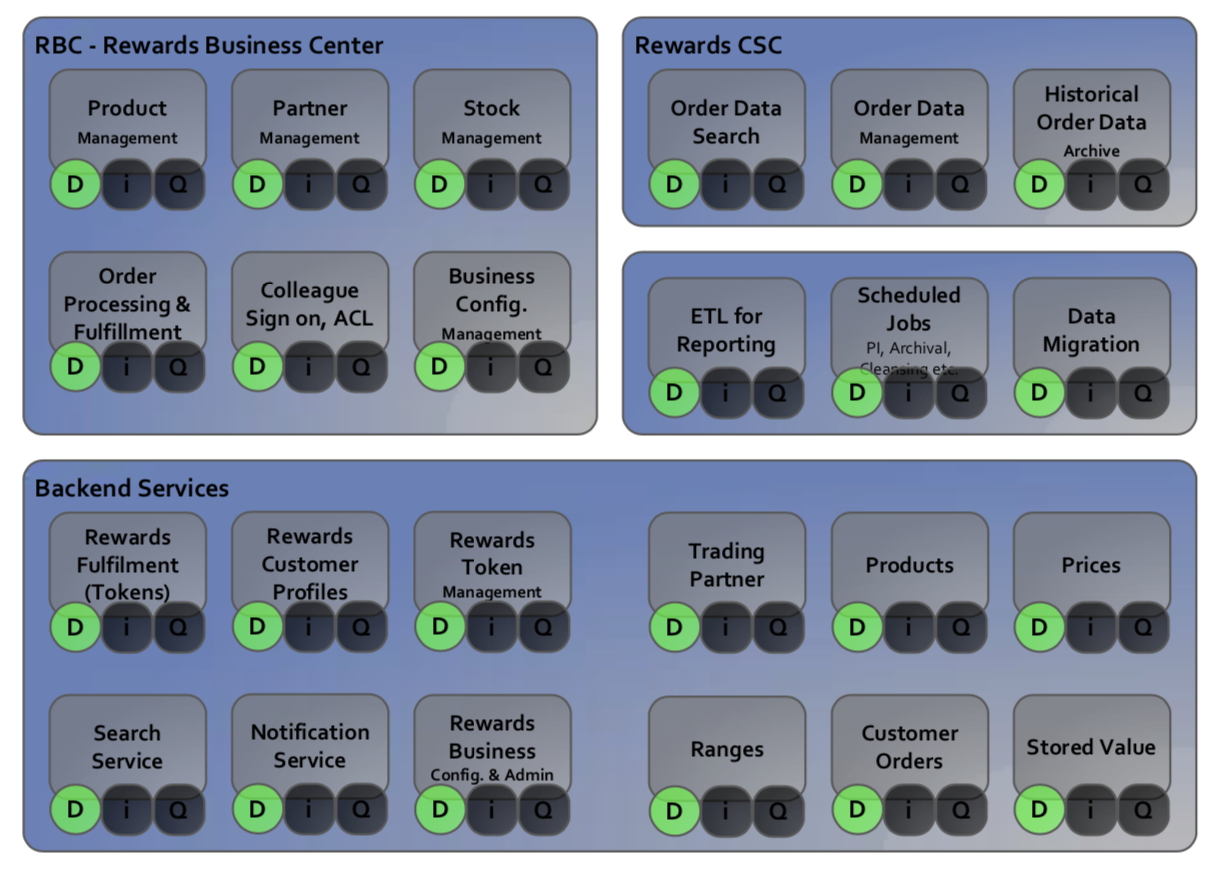 RBC - Rewards Business Center
Product
Management
D i Q
Partner
Management
D i Q
Stock
Management
D i Q
Order
Processing &
Fulfillment
D i Q
Colleague
Sign on, ACL
D i Q
Business
Config.
Management
D i Q
Rewards CSC
Order Data
Search
D i Q
Order Data
Management
D i Q
Historical
Order Data
Archive
D i Q
ETL for
Reporting
D i Q
Scheduled
Jobs
PI, Archival,
Cleansing etc.
D i Q
Data
Migration
D i Q
Backend Services
Rewards
Fulfilment
(Tokens)
D i Q
Rewards
Customer
Profiles
D i Q
Rewards
Token
Management
D i Q
Trading
Partner
D i Q
Products
D i Q
Prices
D i Q
Search
Service
D i Q
Notification
Service
D i Q
Rewards
Business
Config. & Admin
D i Q
Ranges
D i Q
Customer
Orders
D i Q
Stored Value
D i Q